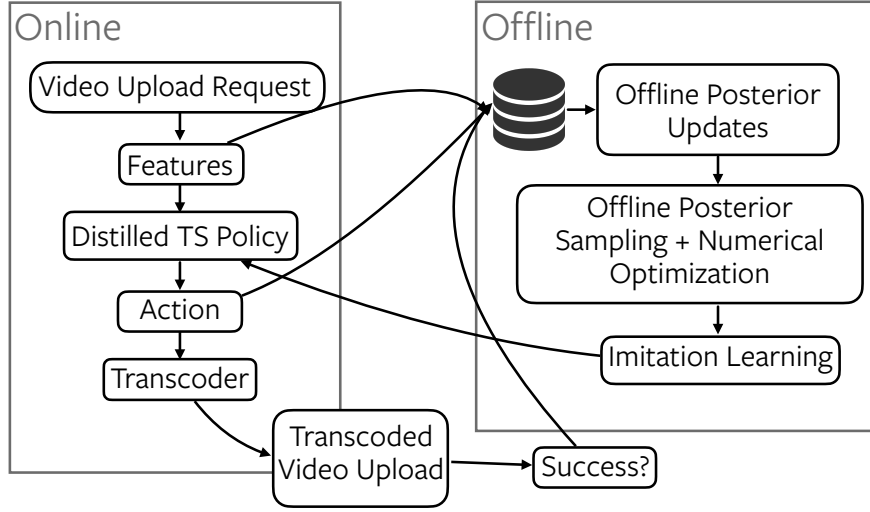 Online
Video Upload Request
Features
Distilled TS Policy
Action
Transcoder
Transcoded
Video Upload
Success?
Offline
Offline Posterior
Updates
Offline Posterior
Sampling + Numerical
Optimization
Imitation Learning